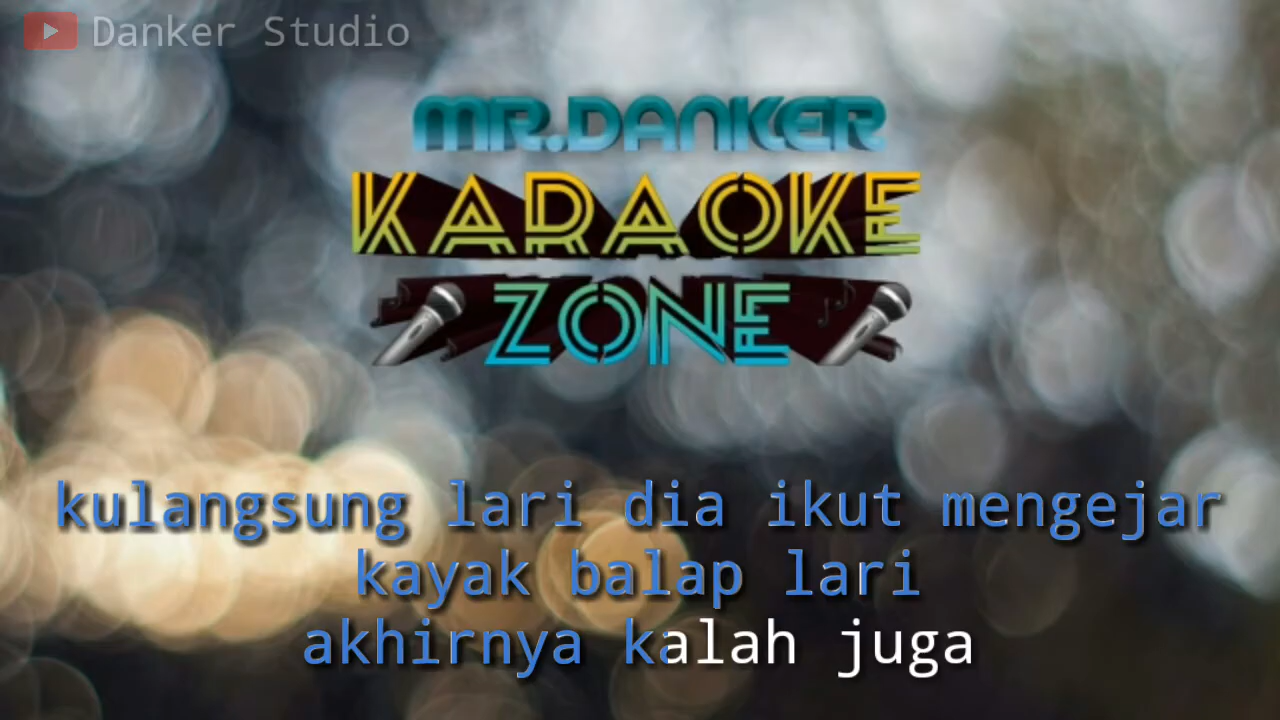 Danker Studio
MR.DANKER
KARAOKE
ZONE
kulangsung lari dia ikut mengejar
kayak balap lari
akhirnya kalah juga